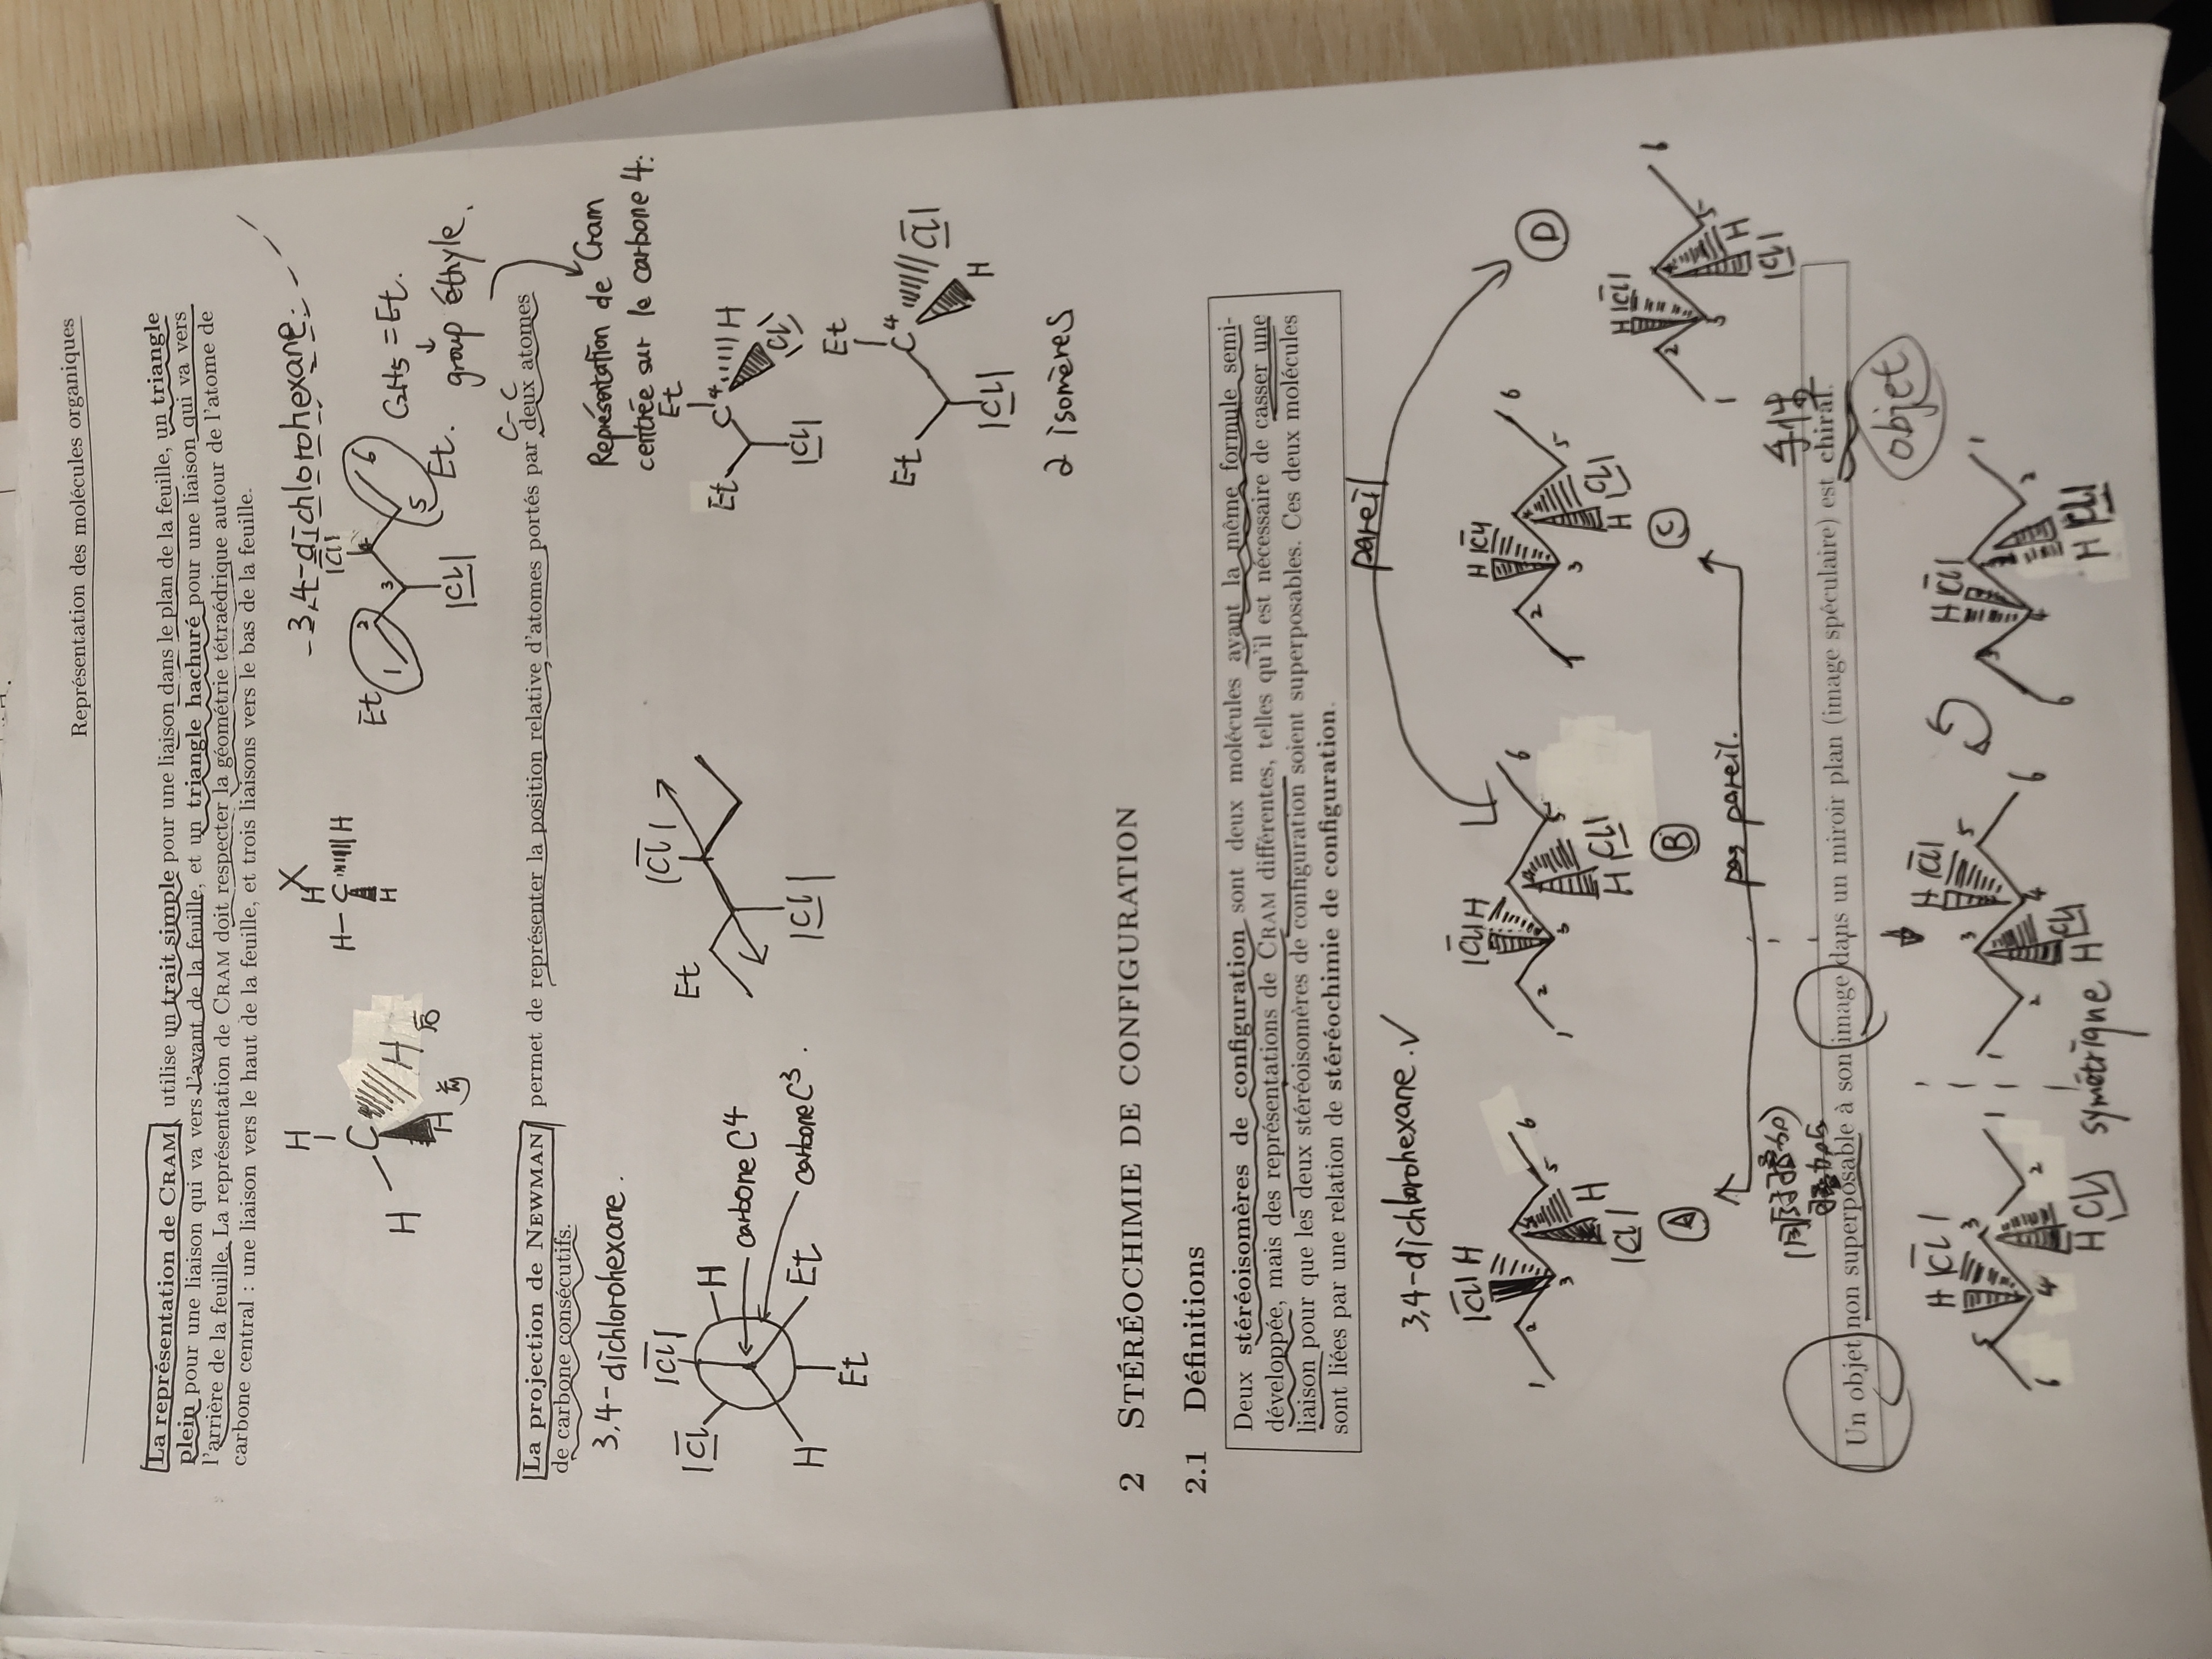 Représentation des molécules organiques
La représentation de CRAM utilise un trait simple pour une liaison dans le plan de la feuille, un triangle
plein pour une liaison qui va vers l'avant de la feuille, et un triangle hachuré pour une liaison qui va vers
l'arrière de la feuille. La représentation de CRAM doit respecter la géométrie tétraédrique autour de l'atome de
carbone central : une liaison vers le haut de la feuille, et trois liaisons vers le bas de la feuille.
H
C
H
H 后
H 前
X
H
H C H
H
-3,4-dichlorohexane.
|Cl|
Et 1 2 3 4 5 6
|Cl| Et.
C2H5 = Et.
group éthyle.
La projection de NEWMAN permet de représenter la position relative d'atomes portés par deux atomes
C-C
de carbone consécutifs.
3,4-dichlorohexane.
|Cl|
|Cl H
carbone C4
H Et carbone C3.
Et
|Cl|
Et
|Cl|
Représentation de Cram
centrée sur le carbone 4:
Et
Et C4 H
|Cl| |Cl|
Et
Et C4 Cl|
|Cl| H
2 isomères
2 STÉRÉOCHIMIE DE CONFIGURATION
2.1 Définitions
Deux stéréoisomères de configuration sont deux molécules ayant la même formule semi-
développée, mais des représentations de CRAM différentes, telles qu'il est nécessaire de casser une
liaison pour que les deux stéréoisomères de configuration soient superposables. Ces deux molécules
sont liées par une relation de stéréochimie de configuration.
pareil
3,4-dichlorohexane. ✓
|Cl| H
1 2 3 4 5 6
|Cl| H
A
|Cl| H
1 2 3 4 5 6
H |Cl|
B
H |Cl|
1 2 3 4 5 6
H |Cl|
C
D
H |Cl|
1 2 3 4 5 6
|Cl| H
pas pareil.
手性
Un objet non superposable à son image dans un miroir plan (image spéculaire) est chiral.
objet
H |Cl|
6 5 4 3 2 1
H Cl|
symétrique
H |Cl|
1 2 3 4 5 6
H Cl
H |Cl|
6 5 4 2 1
H |Cl|